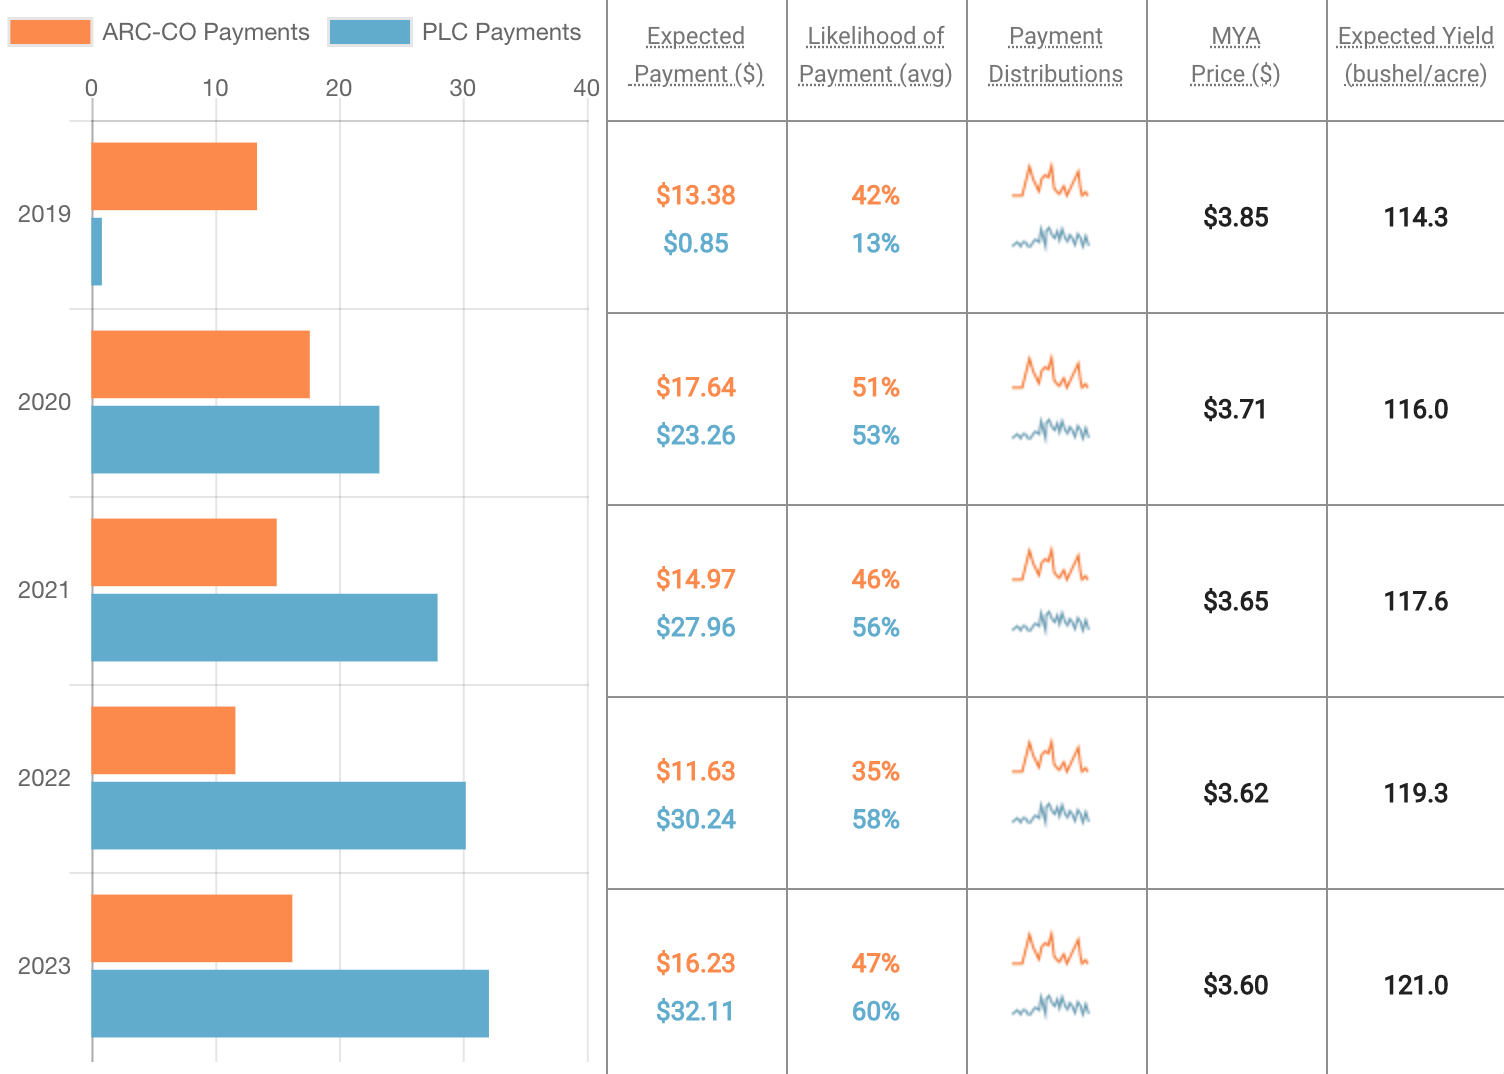 ARC-CO Payments PLC Payments
0 10 20 30 40
Expected Payment ($)
Likelihood of Payment (avg)
Payment Distributions
MYA Price ($)
Expected Yield (bushel/acre)
2019
$13.38 42%
$0.85 13%
$3.85 114.3
2020
$17.64 51%
$23.26 53%
$3.71 116.0
2021
$14.97 46%
$27.96 56%
$3.65 117.6
2022
$11.63 35%
$30.24 58%
$3.62 119.3
2023
$16.23 47%
$32.11 60%
$3.60 121.0